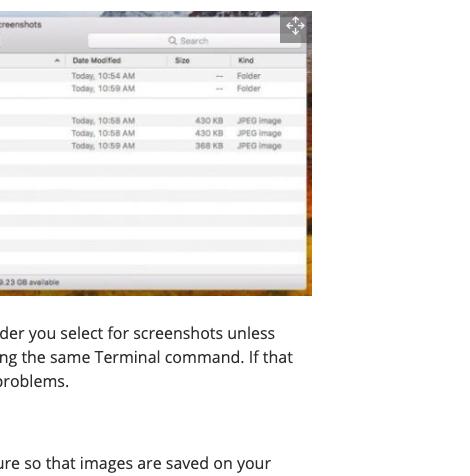 creenshots
Search
Date Modified Size Kind
Today, 10:54 AM -- Folder
Today, 10:59 AM -- Folder
Today, 10:58 AM 430 KB JPEG image
Today, 10:58 AM 430 KB JPEG image
Today, 10:59 AM 368 KB JPEG image
9.23 GB available
der you select for screenshots unless
ng the same Terminal command. If that
problems.
ure so that images are saved on your